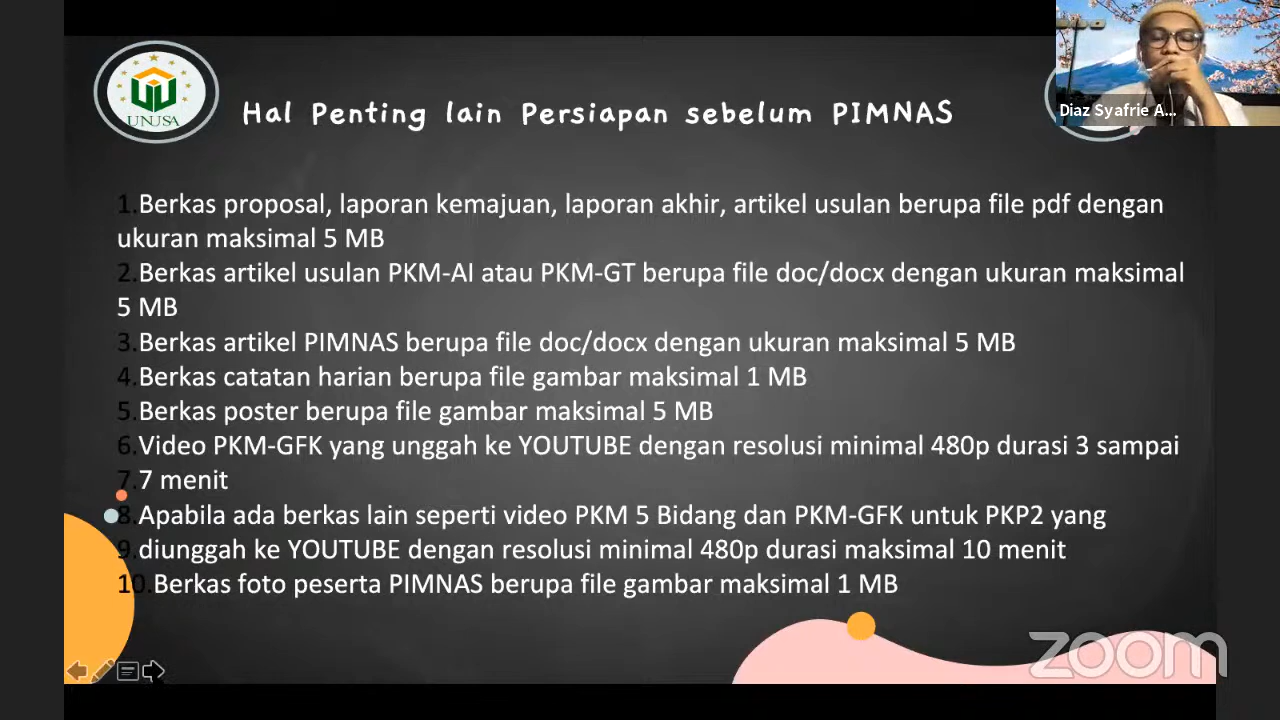 UNUSA
Hal Penting lain Persiapan sebelum PIMNAS
Diaz Syafrie A...
1.Berkas proposal, laporan kemajuan, laporan akhir, artikel usulan berupa file pdf dengan
ukuran maksimal 5 MB
2.Berkas artikel usulan PKM-AI atau PKM-GT berupa file doc/docx dengan ukuran maksimal
5 MB
3.Berkas artikel PIMNAS berupa file doc/docx dengan ukuran maksimal 5 MB
4.Berkas catatan harian berupa file gambar maksimal 1 MB
5.Berkas poster berupa file gambar maksimal 5 MB
6.Video PKM-GFK yang unggah ke YOUTUBE dengan resolusi minimal 480p durasi 3 sampai
7.7 menit
8.Apabila ada berkas lain seperti video PKM 5 Bidang dan PKM-GFK untuk PKP2 yang
9.diunggah ke YOUTUBE dengan resolusi minimal 480p durasi maksimal 10 menit
10.Berkas foto peserta PIMNAS berupa file gambar maksimal 1 MB
zoom